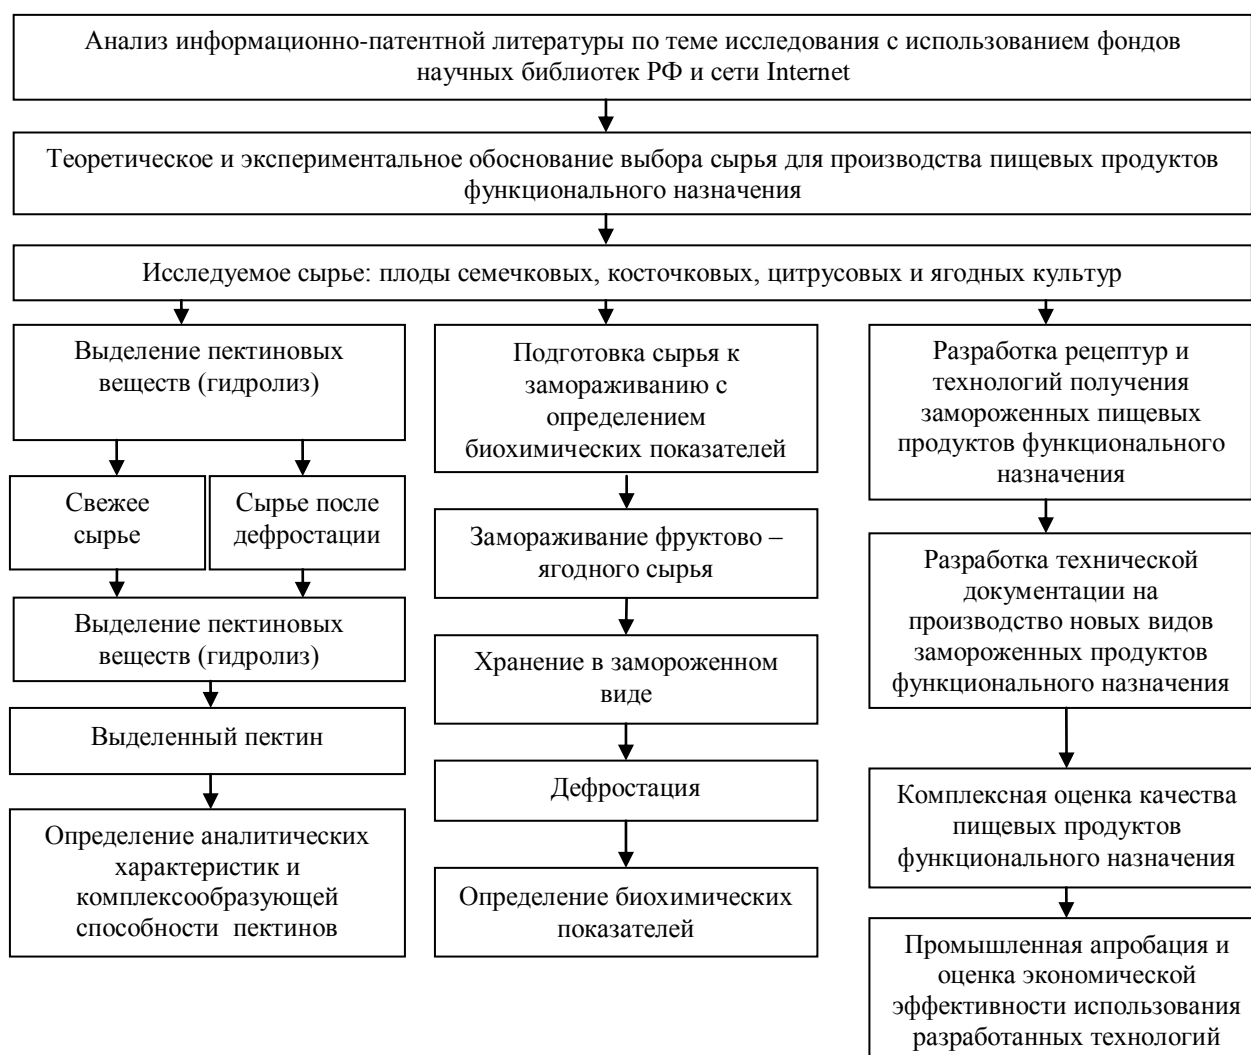 Анализ информационно-патентной литературы по теме исследования с использованием фондов
научных библиотек РФ и сети Internet
Теоретическое и экспериментальное обоснование выбора сырья для производства пищевых продуктов
функционального назначения
Исследуемое сырье: плоды семечковых, косточковых, цитрусовых и ягодных культур
Выделение пектиновых
веществ (гидролиз)
Свежее
сырье
Сырье после
дефростации
Выделение пектиновых
веществ (гидролиз)
Выделенный пектин
Определение аналитических
характеристик и
комплексообразующей
способности пектинов
Подготовка сырья к
замораживанию с
определением
биохимических показателей
Замораживание фруктово –
ягодного сырья
Хранение в замороженном
виде
Дефростация
Определение биохимических
показателей
Разработка рецептур и
технологий получения
замороженных пищевых
продуктов функционального
назначения
Разработка технической
документации на
производство новых видов
замороженных продуктов
функционального назначения
Комплексная оценка качества
пищевых продуктов
функционального назначения
Промышленная апробация и
оценка экономической
эффективности использования
разработанных технологий